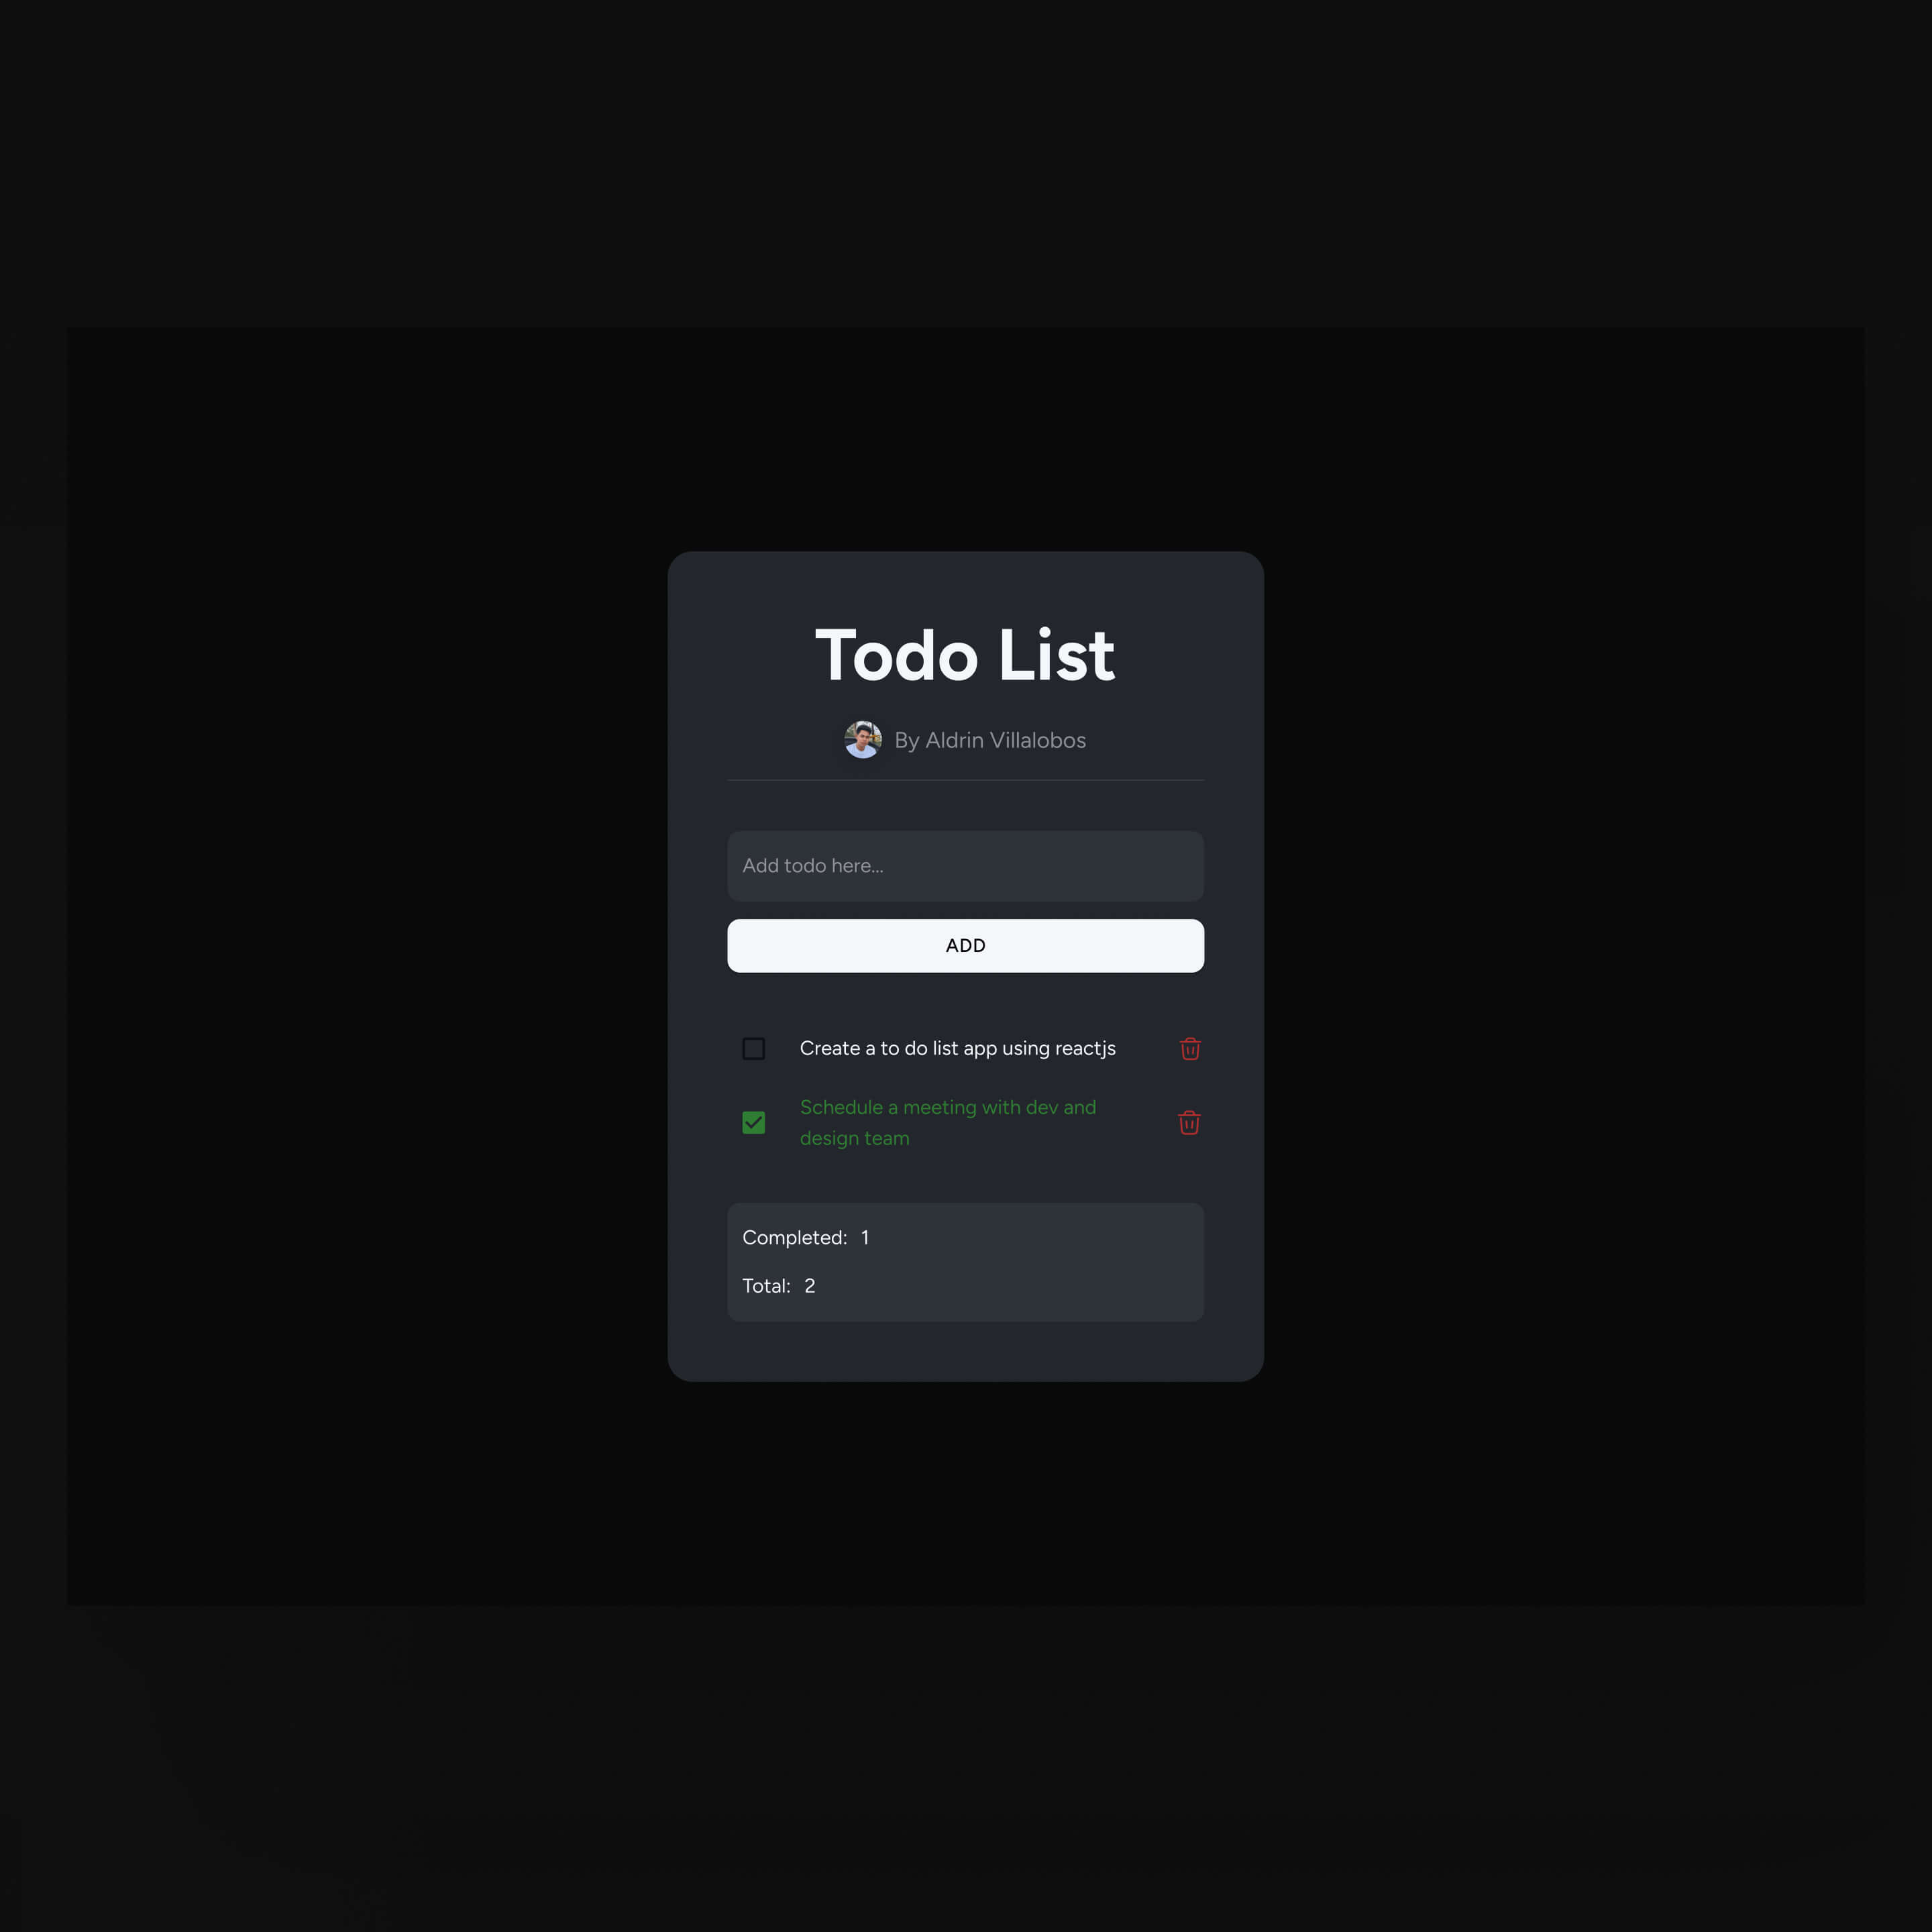 Todo List
By Aldrin Villalobos
Add todo here...
ADD
Create a to do list app using reactjs
Schedule a meeting with dev and
design team
Completed: 1
Total: 2